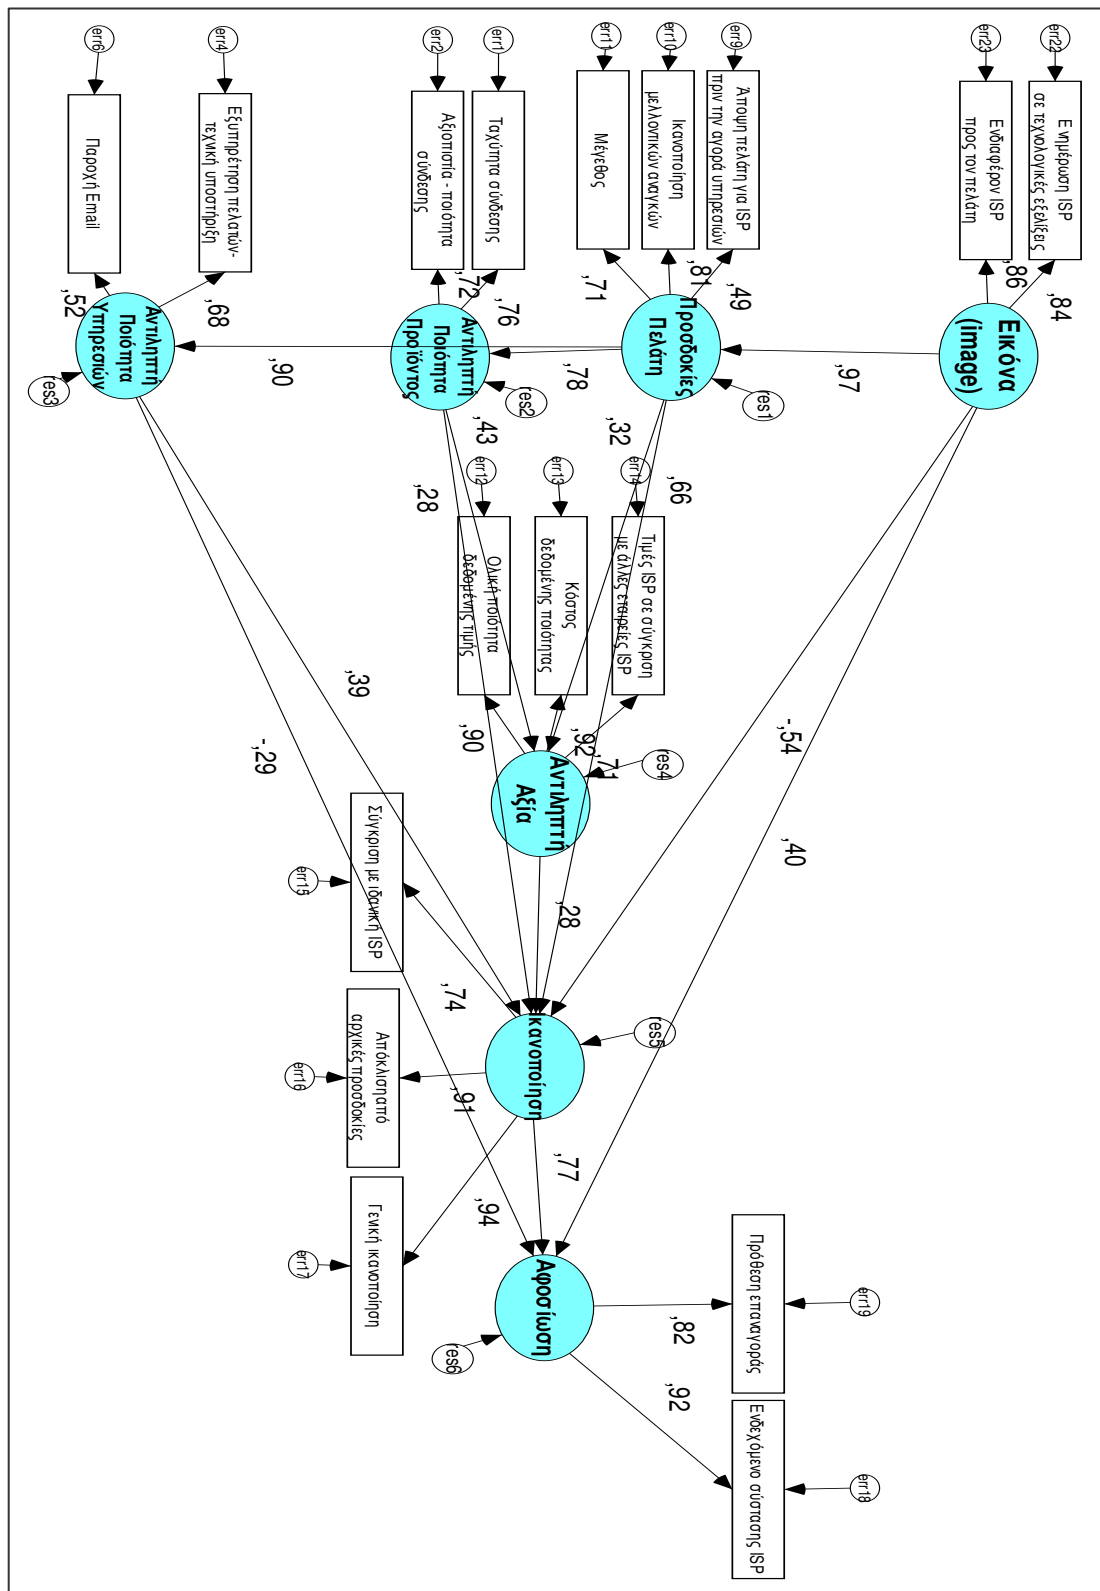 Εικόνα
(image)
Ενημέρωση ISP
σε τεχνολογικές εξελίξεις
Ενδιαφέρον ISP
προς τον πελάτη
err22
err23
,84
,86
,97
-,54
,40
Προσδοκίες
Πελάτη
res1
Άποψη πελάτη για ISP
πριν την αγορά υπηρεσιών
Ικανοποίηση
μελλοντικών αναγκών
Μέγεθος
err9
err10
err11
,49
,81
,71
,78
,90
,32
,66
Αντιληπτή
Ποιότητα
Προϊόντος
res2
Ταχύτητα σύνδεσης
Αξιοπιστία - ποιότητα
σύνδεσης
err1
err2
,76
,72
,43
,28
Αντιληπτή
Ποιότητα
Υπηρεσιών
res3
Εξυπηρέτηση πελατών-
τεχνική υποστήριξη
Παροχή Email
err4
err6
,68
,52
,39
-,29
Αντιληπτή
Αξία
res4
Τιμές ISP σε σύγκριση
με άλλες εταιρείες ISP
Κόστος
δεδομένης ποιότητας
Ολική ποιότητα
δεδομένης τιμής
err14
err13
err12
,71
,92
,90
,28
Ικανοποίηση
res5
Σύγκριση με ιδανική ISP
Απόκλιση από
αρχικές προσδοκίες
Γενική ικανοποίηση
err15
err16
err17
,74
,91
,94
,77
Αφοσίωση
res6
Πρόθεση επαναγοράς
Ενδεχόμενο σύστασης ISP
err19
err18
,82
,92